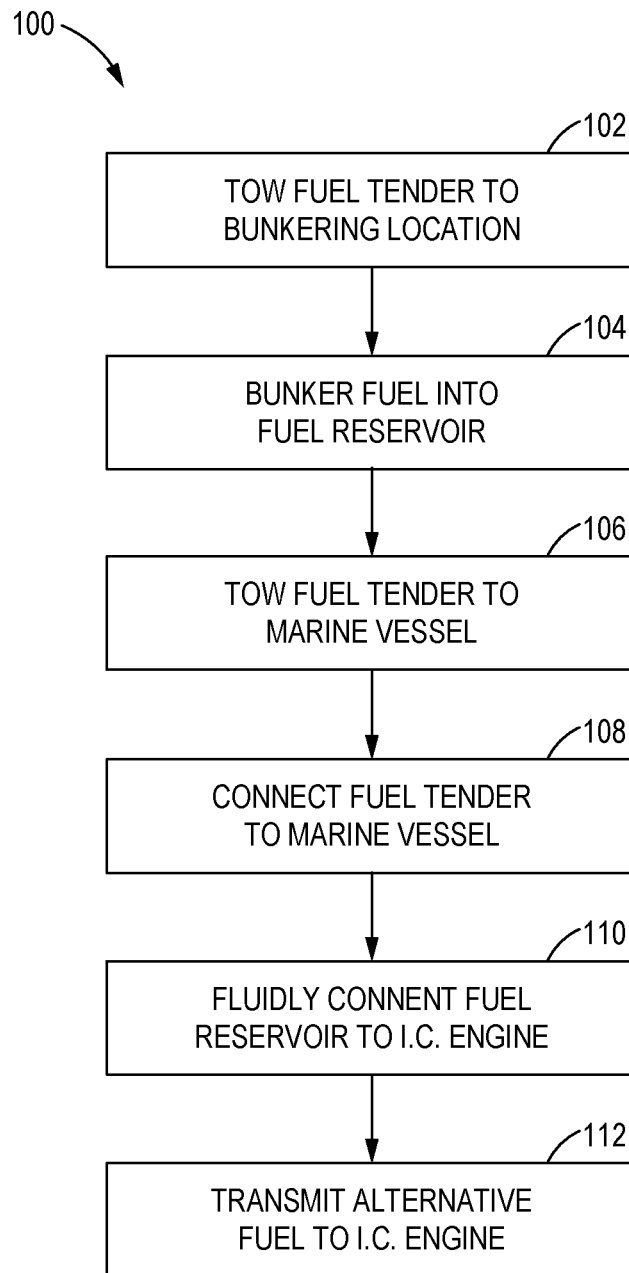 100
102
TOW FUEL TENDER TO
BUNKERING LOCATION
104
BUNKER FUEL INTO
FUEL RESERVOIR
106
TOW FUEL TENDER TO
MARINE VESSEL
108
CONNECT FUEL TENDER
TO MARINE VESSEL
110
FLUIDLY CONNENT FUEL
RESERVOIR TO I.C. ENGINE
112
TRANSMIT ALTERNATIVE
FUEL TO I.C. ENGINE